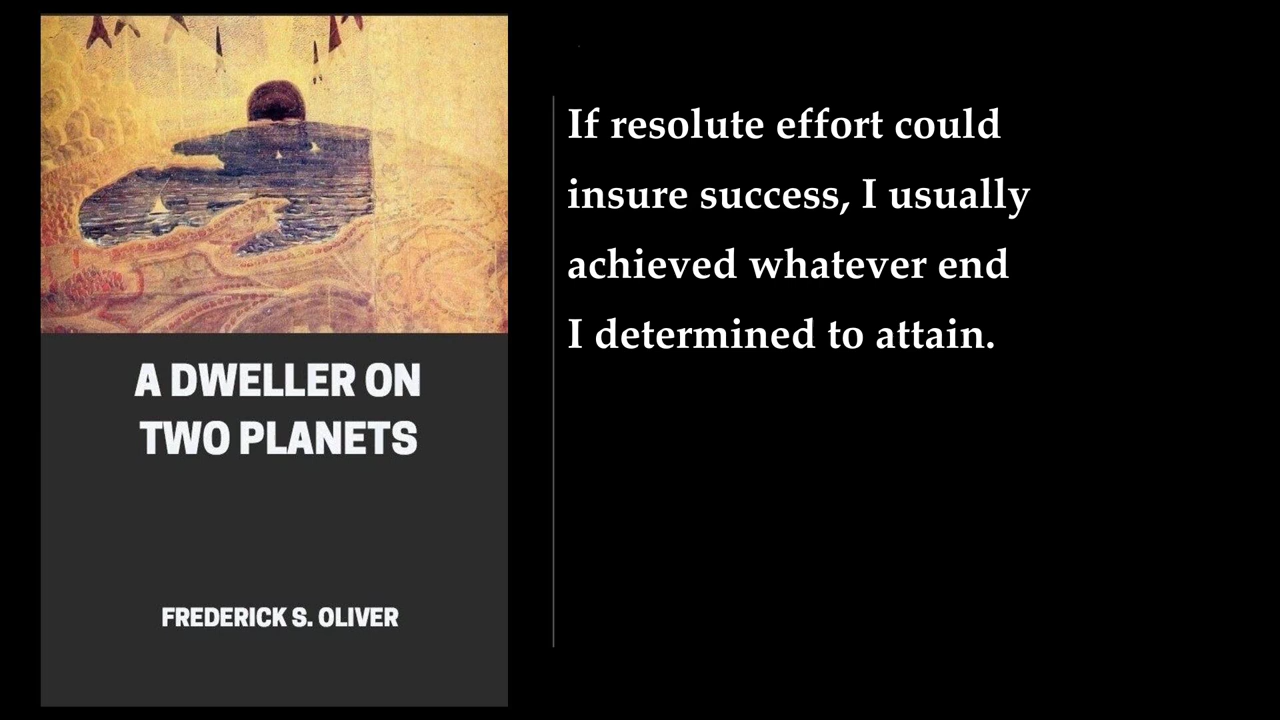 A DWELLER ON
TWO PLANETS
FREDERICK S. OLIVER
If resolute effort could
insure success, I usually
achieved whatever end
I determined to attain.